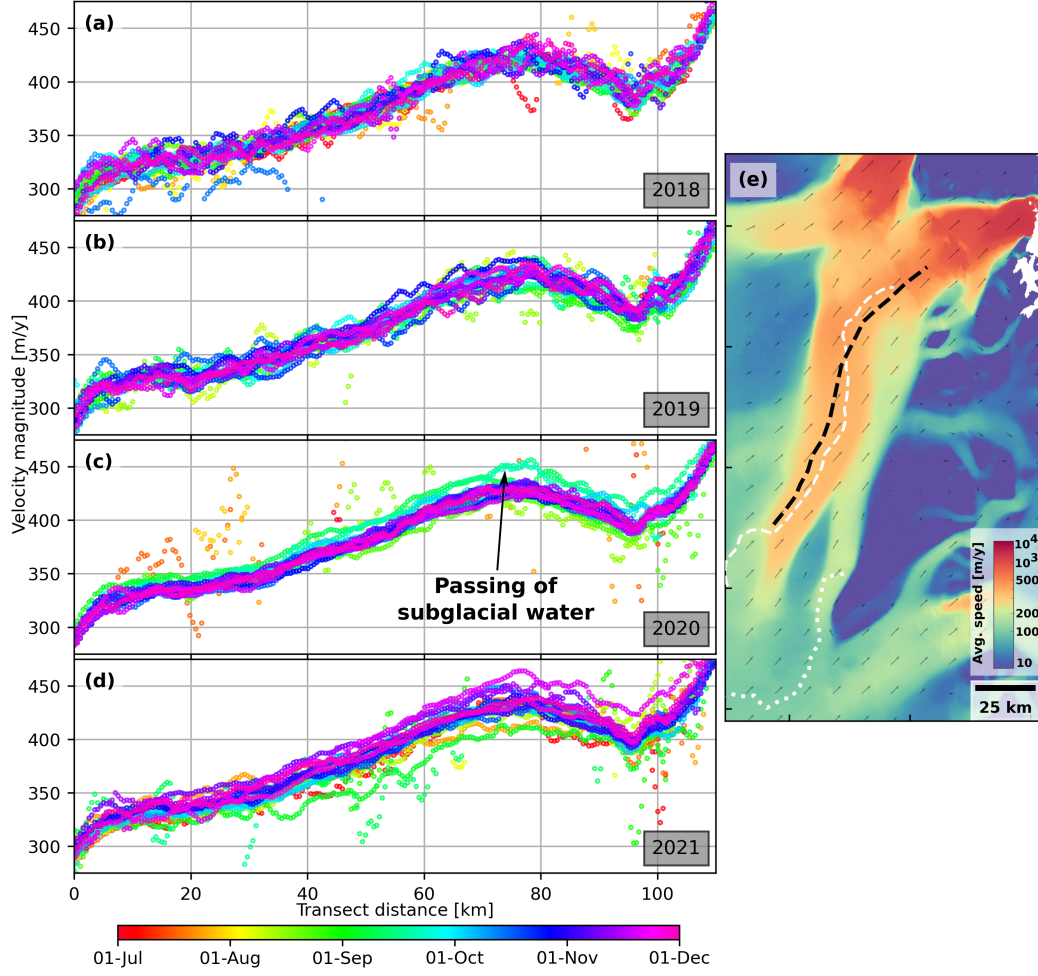 (a)
450
400
350
300
2018
(b)
450
400
350
300
2019
Velocity magnitude [m/y]
(c)
450
400
350
300
Passing of
subglacial water
2020
(d)
450
400
350
300
2021
0 20 40 60 80 100
Transect distance [km]
01-Jul 01-Aug 01-Sep 01-Oct 01-Nov 01-Dec
(e)
Avg. speed [m/y]
10⁴
10³
500
200
100
10
25 km